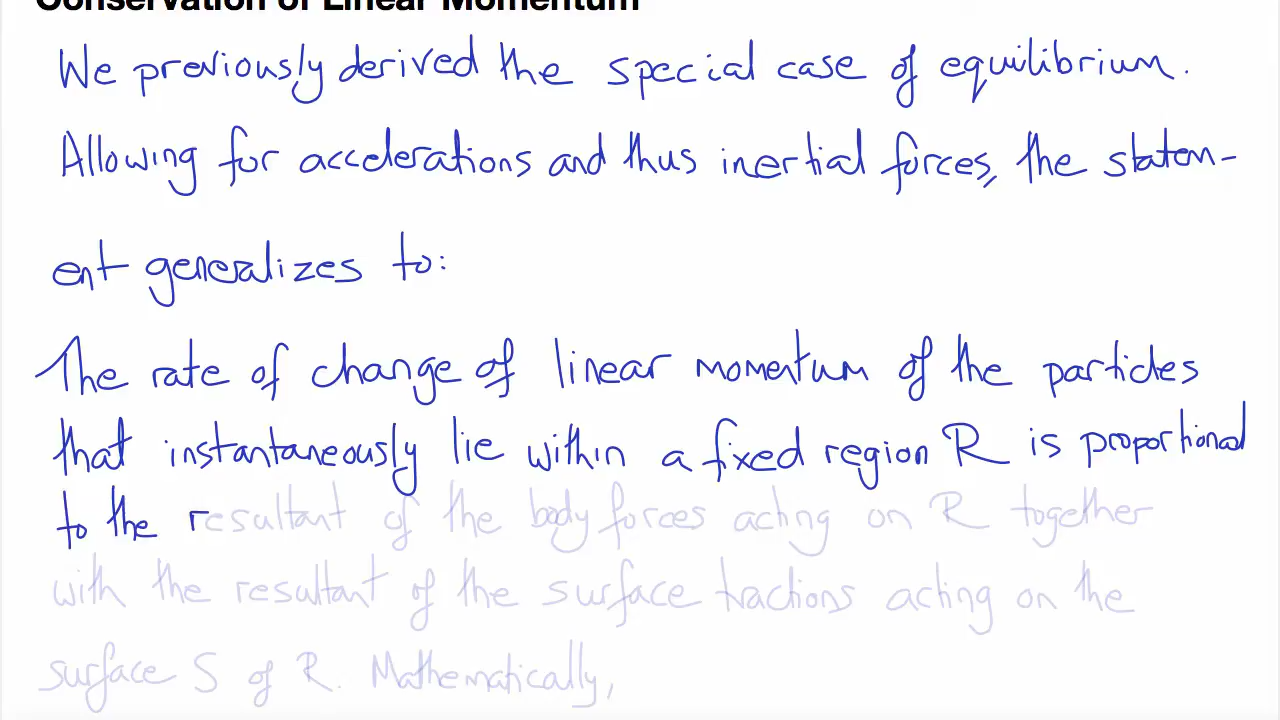 Conservation of Linear Momentum
We previously derived the special case of equilibrium.
Allowing for accelerations and thus inertial forces, the statem-
ent generalizes to:
The rate of change of linear momentum of the particles
that instantaneously lie within a fixed region R is proportional
to the resultant of the body forces acting on R together
with the resultant of the surface tractions acting on the
surface S of R. Mathematically,